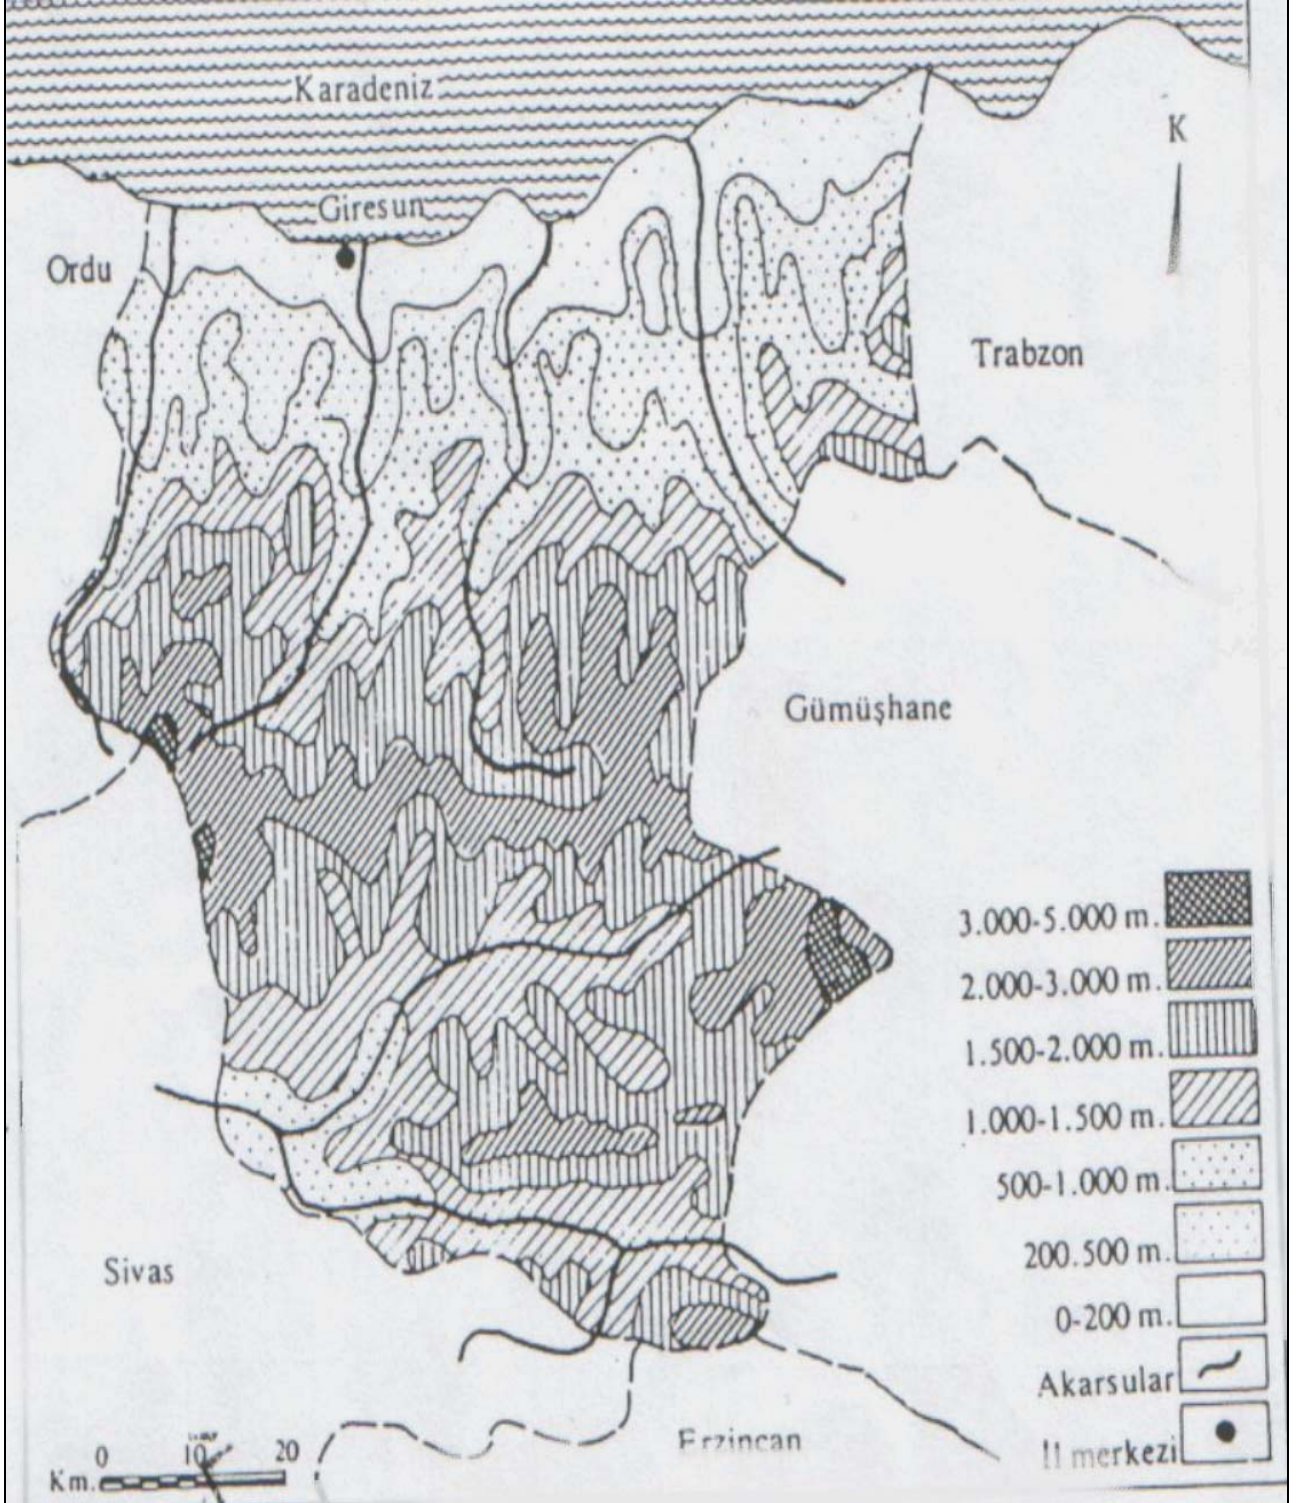 Karadeniz
K
Giresun
Ordu
Trabzon
Gümüşhane
3.000-5.000 m.
2.000-3.000 m.
1.500-2.000 m.
1.000-1.500 m.
500-1.000 m.
200.500 m.
0-200 m.
Akarsular
Il merkezi
Sivas
Erzincan
0 10 20
Km.